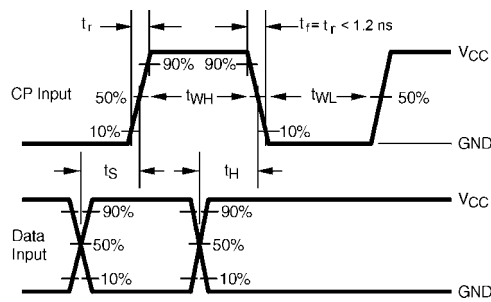 tr
tf = tr < 1.2 ns
VCC
90% 90%
CP Input
50%
tWH
tWL
50%
10%
10%
GND
tS
tH
VCC
90%
90%
Data
Input
50%
50%
10%
10%
GND